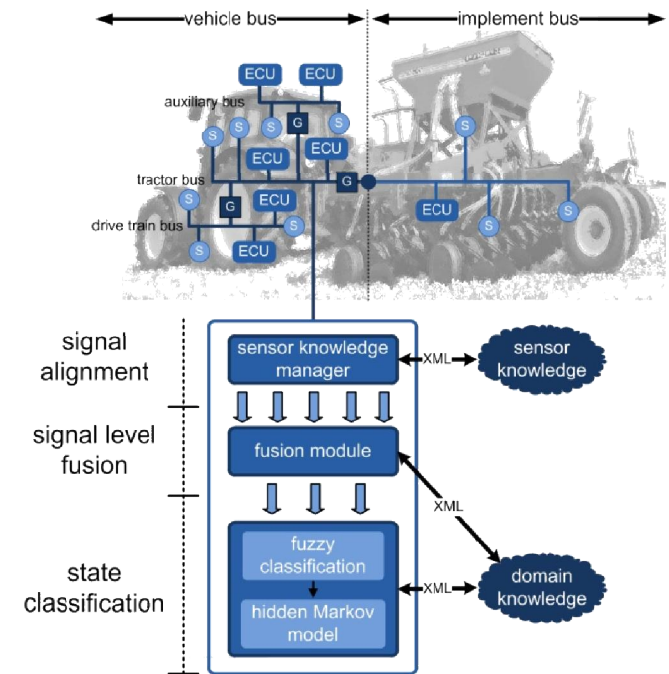 vehicle bus
implement bus
ECU
ECU
auxiliary bus
S
S
S
G
S
S
ECU
ECU
tractor bus
G
S
G
ECU
ECU
S
S
drive train bus
S
S
S
ECU
signal
alignment
sensor knowledge
manager
XML
sensor
knowledge
signal level
fusion
fusion module
XML
state
classification
fuzzy
classification
XML
domain
knowledge
hidden Markov
model